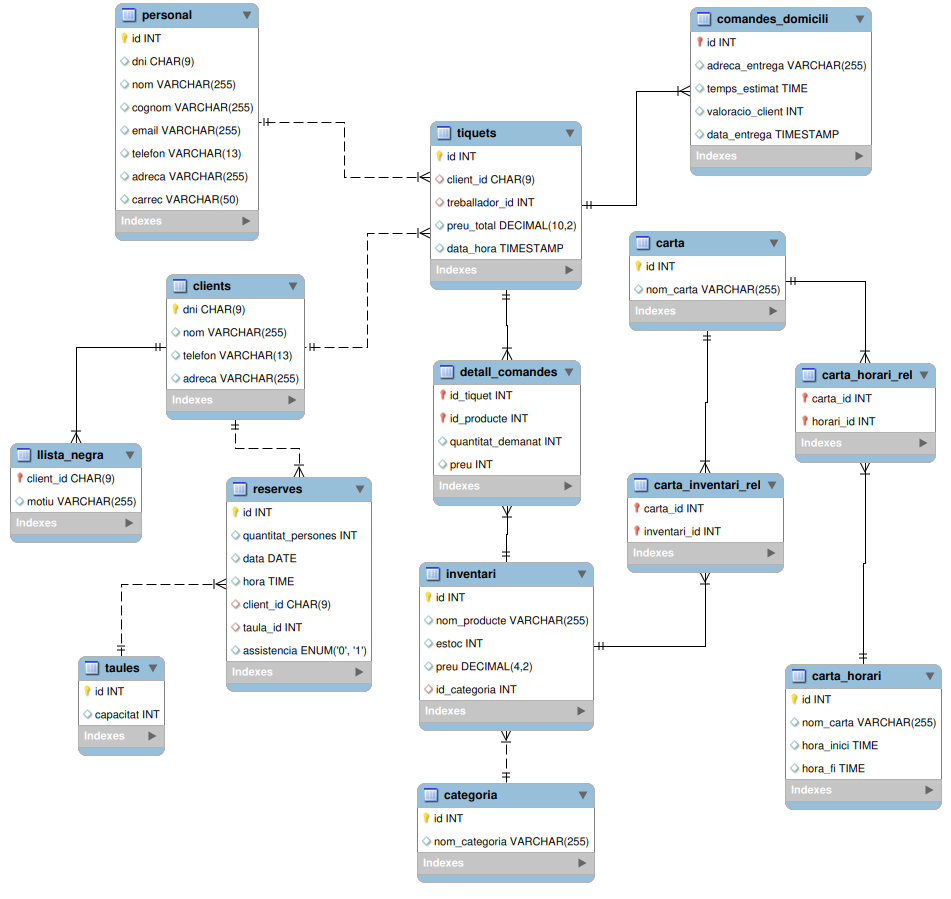 personal
id INT
dni CHAR(9)
nom VARCHAR(255)
cognom VARCHAR(255)
email VARCHAR(255)
telefon VARCHAR(13)
adreca VARCHAR(255)
carrec VARCHAR(50)
Indexes
comandes_domicili
id INT
adreca_entrega VARCHAR(255)
temps_estimat TIME
valoracio_client INT
data_entrega TIMESTAMP
Indexes
tiquets
id INT
client_id CHAR(9)
treballador_id INT
preu_total DECIMAL(10,2)
data_hora TIMESTAMP
Indexes
carta
id INT
nom_carta VARCHAR(255)
Indexes
clients
dni CHAR(9)
nom VARCHAR(255)
telefon VARCHAR(13)
adreca VARCHAR(255)
Indexes
detall_comandes
id_tiquet INT
id_producte INT
quantitat_demanat INT
preu INT
Indexes
carta_horari_rel
carta_id INT
horari_id INT
Indexes
llista_negra
client_id CHAR(9)
motiu VARCHAR(255)
Indexes
reserves
id INT
quantitat_persones INT
data DATE
hora TIME
client_id CHAR(9)
taula_id INT
assistencia ENUM('0', '1')
Indexes
carta_inventari_rel
carta_id INT
inventari_id INT
Indexes
inventari
id INT
nom_producte VARCHAR(255)
estoc INT
preu DECIMAL(4,2)
id_categoria INT
Indexes
taules
id INT
capacitat INT
Indexes
carta_horari
id INT
nom_carta VARCHAR(255)
hora_inici TIME
hora_fi TIME
Indexes
categoria
id INT
nom_categoria VARCHAR(255)
Indexes